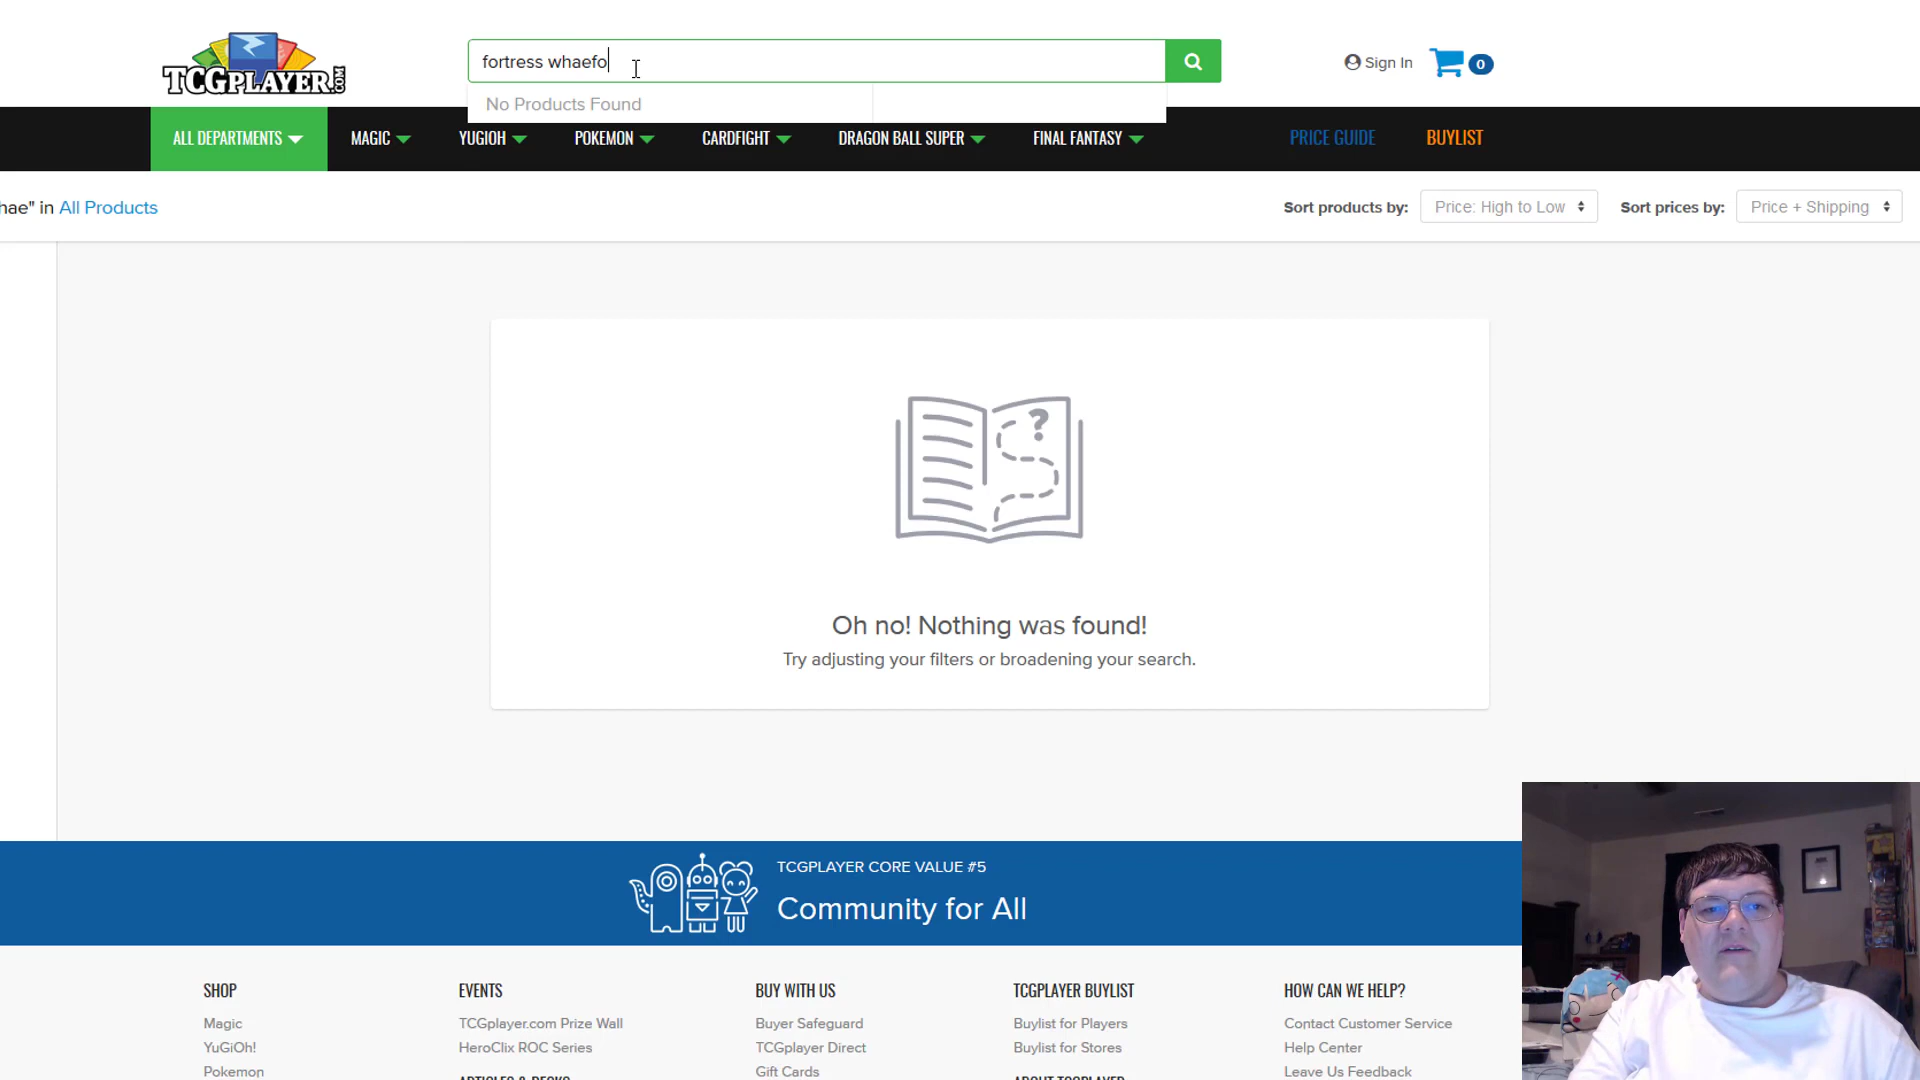 TCGPLAYER.COM
fortress whaefo
Sign In
0
No Products Found
ALL DEPARTMENTS
MAGIC
YUGIOH
POKEMON
CARDFIGHT
DRAGON BALL SUPER
FINAL FANTASY
PRICE GUIDE
BUYLIST
hae" in All Products
Sort products by:
Price: High to Low
Sort prices by:
Price + Shipping
?
Oh no! Nothing was found!
Try adjusting your filters or broadening your search.
TCGPLAYER CORE VALUE #5
Community for All
SHOP
Magic
YuGiOh!
Pokemon
EVENTS
TCGplayer.com Prize Wall
HeroClix ROC Series
ARTICLES & DECKS
BUY WITH US
Buyer Safeguard
TCGplayer Direct
Gift Cards
TCGPLAYER BUYLIST
Buylist for Players
Buylist for Stores
ABOUT TCGPLAYER
HOW CAN WE HELP?
Contact Customer Service
Help Center
Leave Us Feedback